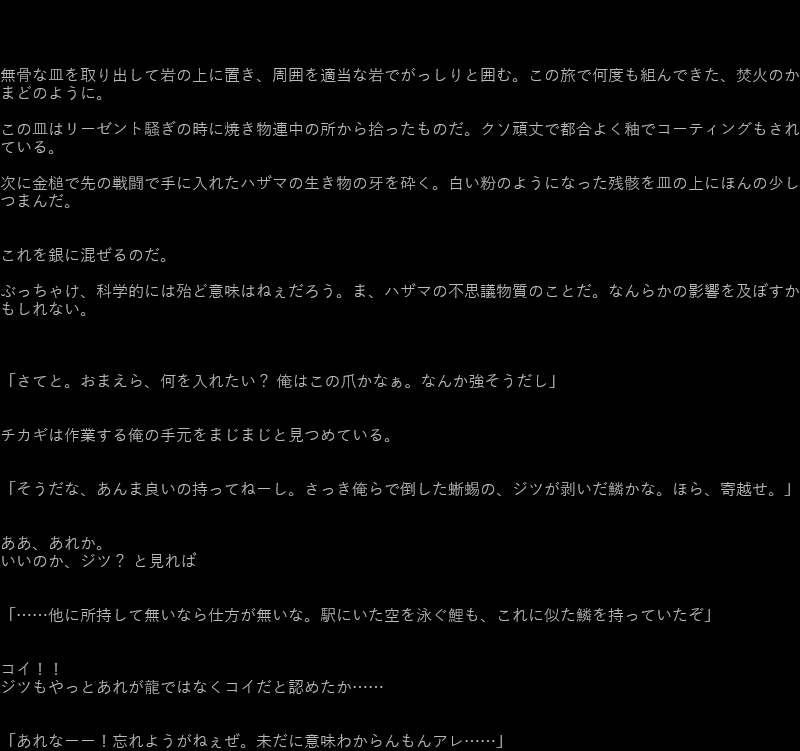 無骨な皿を取り出して岩の上に置き、周囲を適当な岩でがっしりと囲む。この旅で何度も組んできた、焚火のか
まどのように。
この皿はリーゼント騒ぎの時に焼き物連中の所から拾ったものだ。クソ頑丈で都合よく釉でコーティングもされ
ている。
次に金槌で先の戦闘で手に入れたハザマの生き物の牙を砕く。白い粉のようになった残骸を皿の上にほんの少し
つまんだ。
これを銀に混ぜるのだ。
ぶっちゃけ、科学的には殆ど意味はねぇだろう。ま、ハザマの不思議物質のことだ。なんらかの影響を及ぼすか
もしれない。
「さてと。おまえら、何を入れたい？ 俺はこの爪かなぁ。なんか強そうだし」
チカギは作業する俺の手元をまじまじと見つめている。
「そうだな、あんま良いの持ってねーし。さっき俺らで倒した蜥蜴の、ジツが剥いだ鱗かな。ほら、寄越せ。」
ああ、あれか。
いいのか、ジツ？ と見れば
「……他に所持して無いなら仕方が無いな。駅にいた空を泳ぐ鯉も、これに似た鱗を持っていたぞ」
コイ！！
ジツもやっとあれが龍ではなくコイだと認めたか……
「あれなーー！忘れようがねぇぜ。未だに意味わからんもんアレ……」